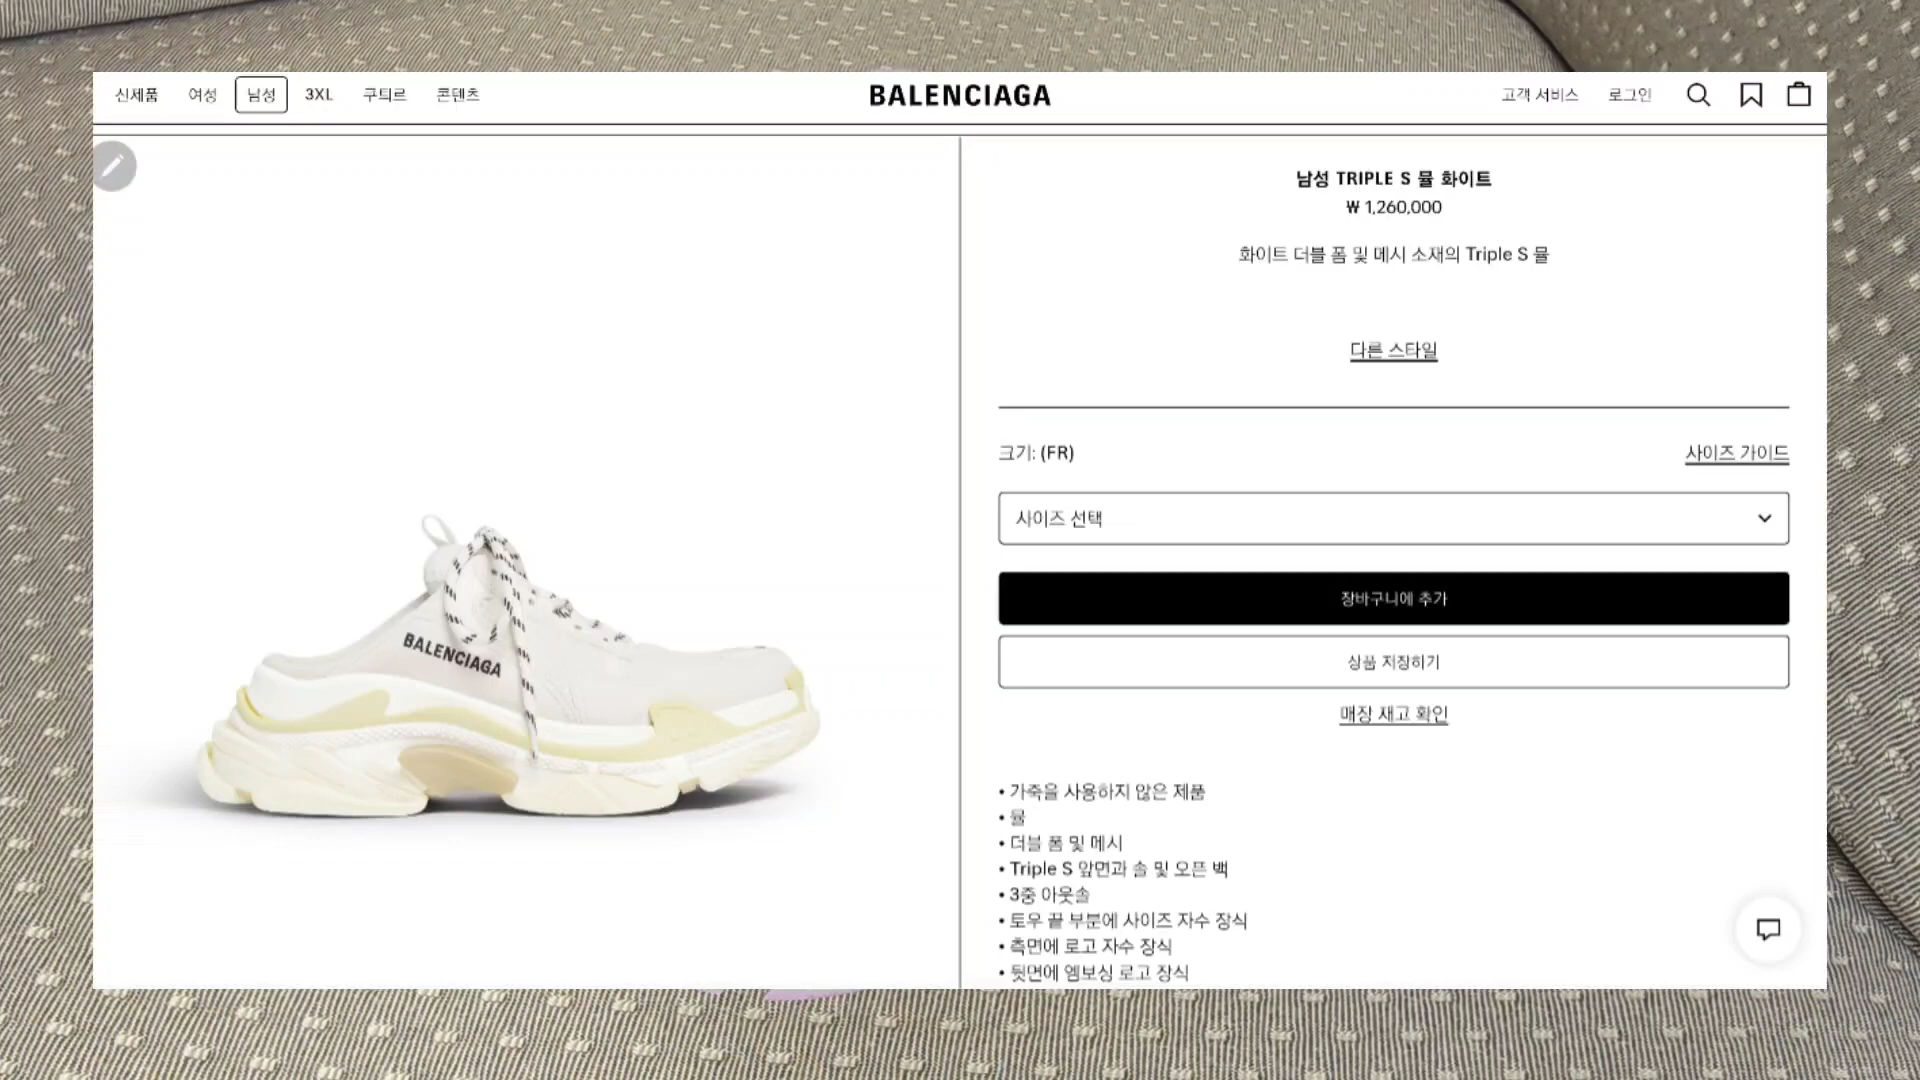 신제품 여성 남성 3XL 구띄르 콘텐츠
BALENCIAGA
고객 서비스 로그인
남성 TRIPLE S 뮬 화이트
₩ 1,260,000
화이트 더블 폼 및 메시 소재의 Triple S 뮬
다른 스타일
크기: (FR)
사이즈 가이드
사이즈 선택
장바구니에 추가
상품 저장하기
매장 재고 확인
BALENCIAGA
• 가죽을 사용하지 않은 제품
• 뮬
• 더블 폼 및 메시
• Triple S 앞면과 솔 및 오픈 백
• 3중 아웃솔
• 토우 끝 부분에 사이즈 자수 장식
• 측면에 로고 자수 장식
• 뒷면에 엠보싱 로고 장식